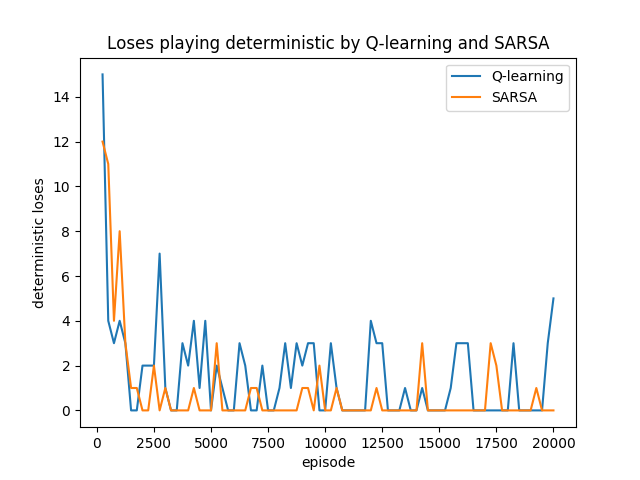 Loses playing deterministic by Q-learning and SARSA
Q-learning
SARSA
deterministic loses
14
12
10
8
6
4
2
0
0 2500 5000 7500 10000 12500 15000 17500 20000
episode